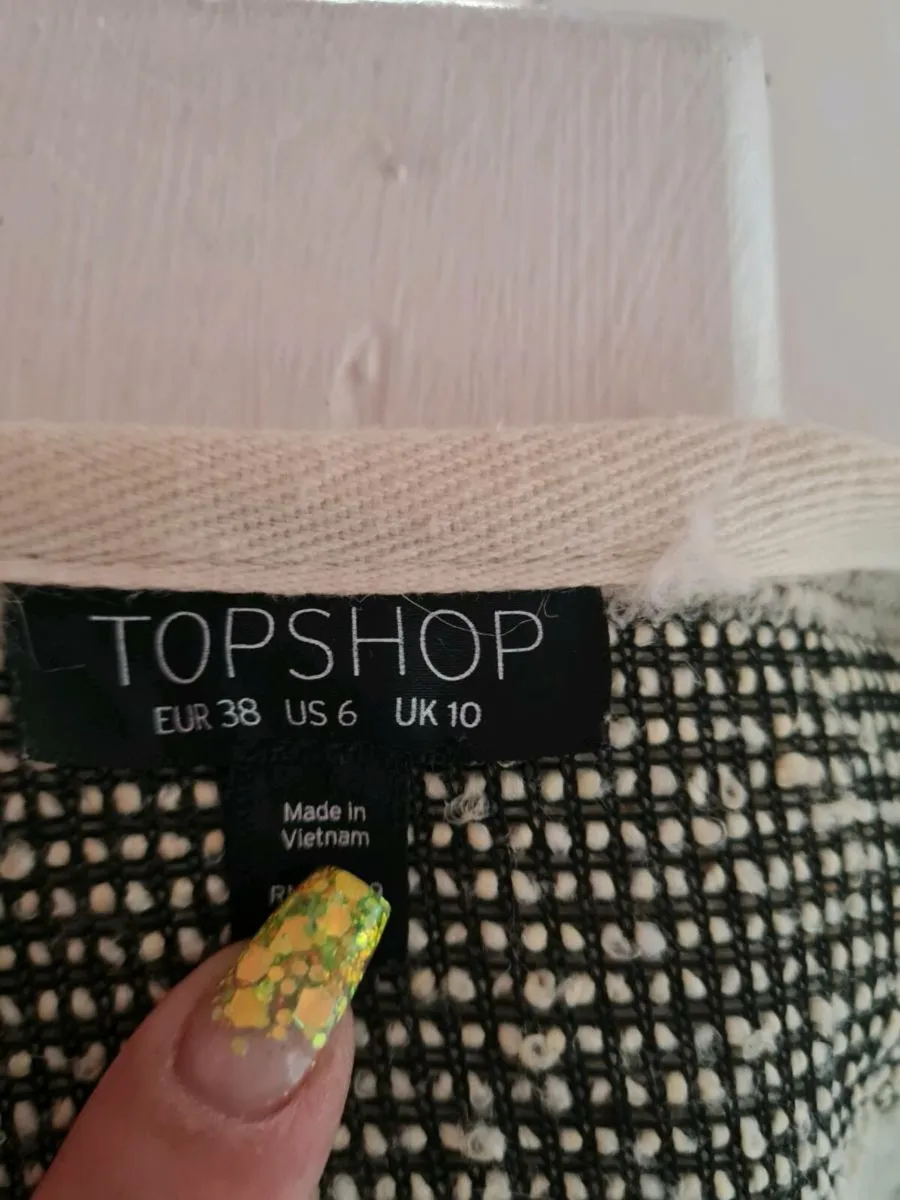 TOPSHOP
EUR 38 US 6 UK 10
Made in
Vietnam